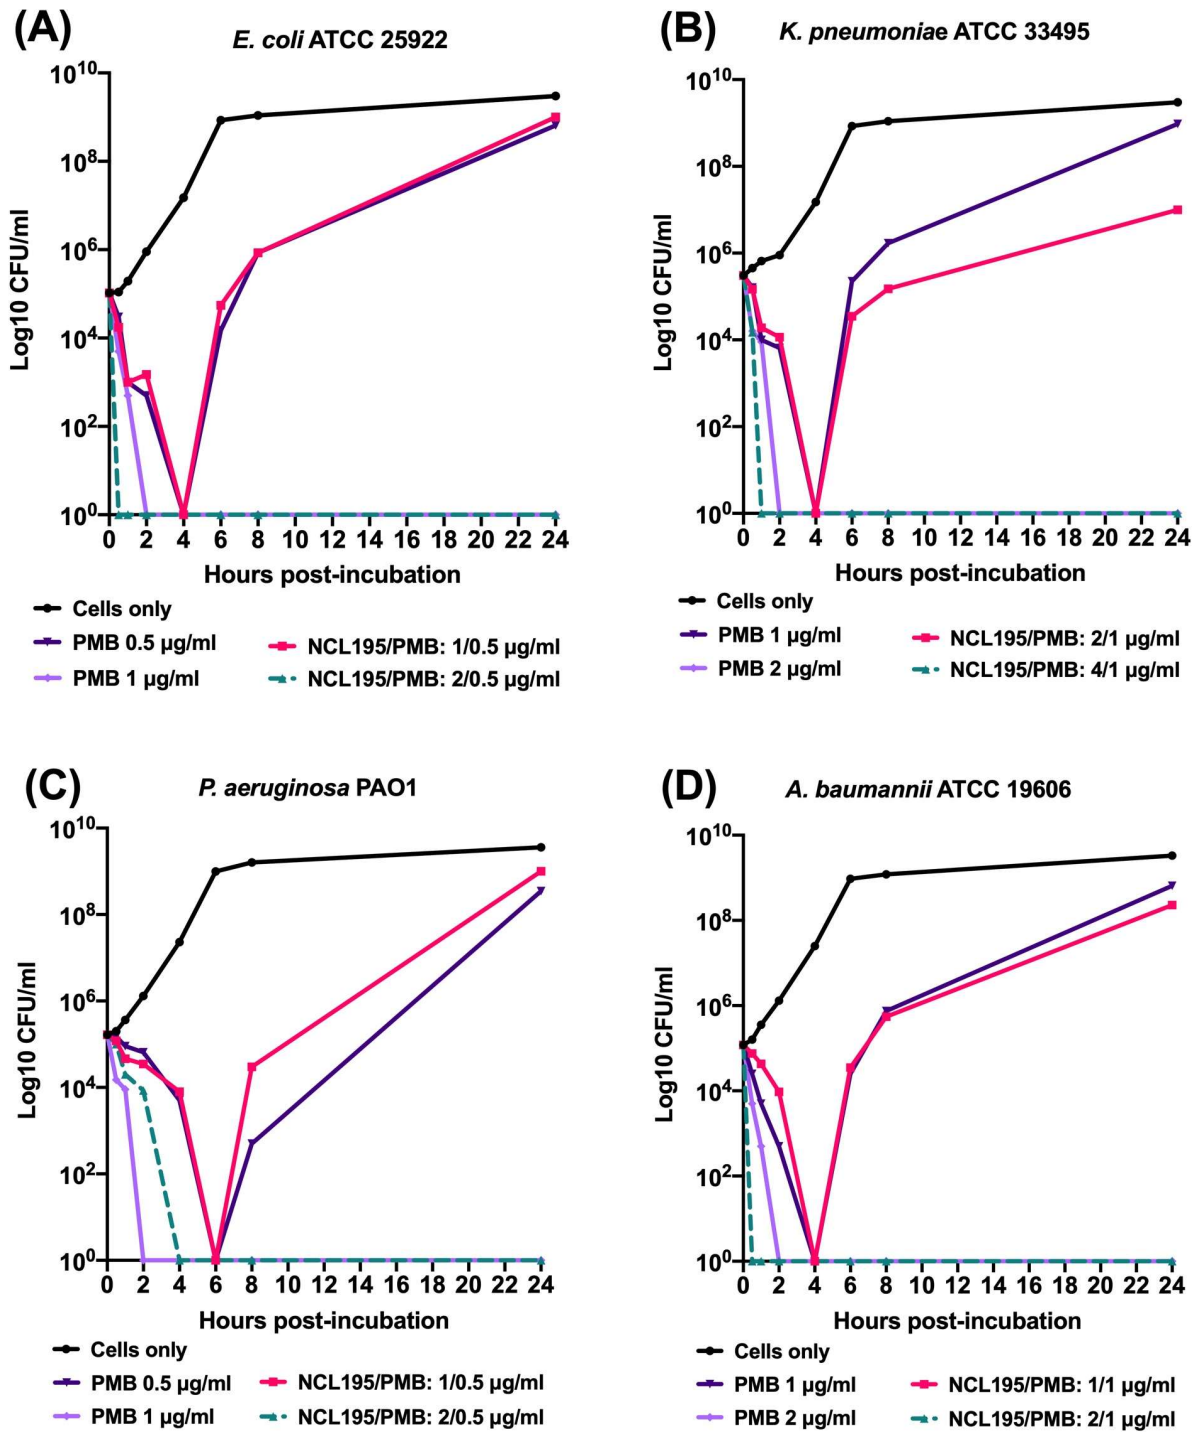 (A)
E. coli ATCC 25922
10^10
10^8
10^6
10^4
10^2
10^0
Log10 CFU/ml
0 2 4 6 8 10 12 14 16 18 20 22 24
Hours post-incubation
Cells only
PMB 0.5 µg/ml
PMB 1 µg/ml
NCL195/PMB: 1/0.5 µg/ml
NCL195/PMB: 2/0.5 µg/ml
(B)
K. pneumoniae ATCC 33495
10^10
10^8
10^6
10^4
10^2
10^0
Log10 CFU/ml
0 2 4 6 8 10 12 14 16 18 20 22 24
Hours post-incubation
Cells only
PMB 1 µg/ml
PMB 2 µg/ml
NCL195/PMB: 2/1 µg/ml
NCL195/PMB: 4/1 µg/ml
(C)
P. aeruginosa PAO1
10^10
10^8
10^6
10^4
10^2
10^0
Log10 CFU/ml
0 2 4 6 8 10 12 14 16 18 20 22 24
Hours post-incubation
Cells only
PMB 0.5 µg/ml
PMB 1 µg/ml
NCL195/PMB: 1/0.5 µg/ml
NCL195/PMB: 2/0.5 µg/ml
(D)
A. baumannii ATCC 19606
10^10
10^8
10^6
10^4
10^2
10^0
Log10 CFU/ml
0 2 4 6 8 10 12 14 16 18 20 22 24
Hours post-incubation
Cells only
PMB 1 µg/ml
PMB 2 µg/ml
NCL195/PMB: 1/1 µg/ml
NCL195/PMB: 2/1 µg/ml